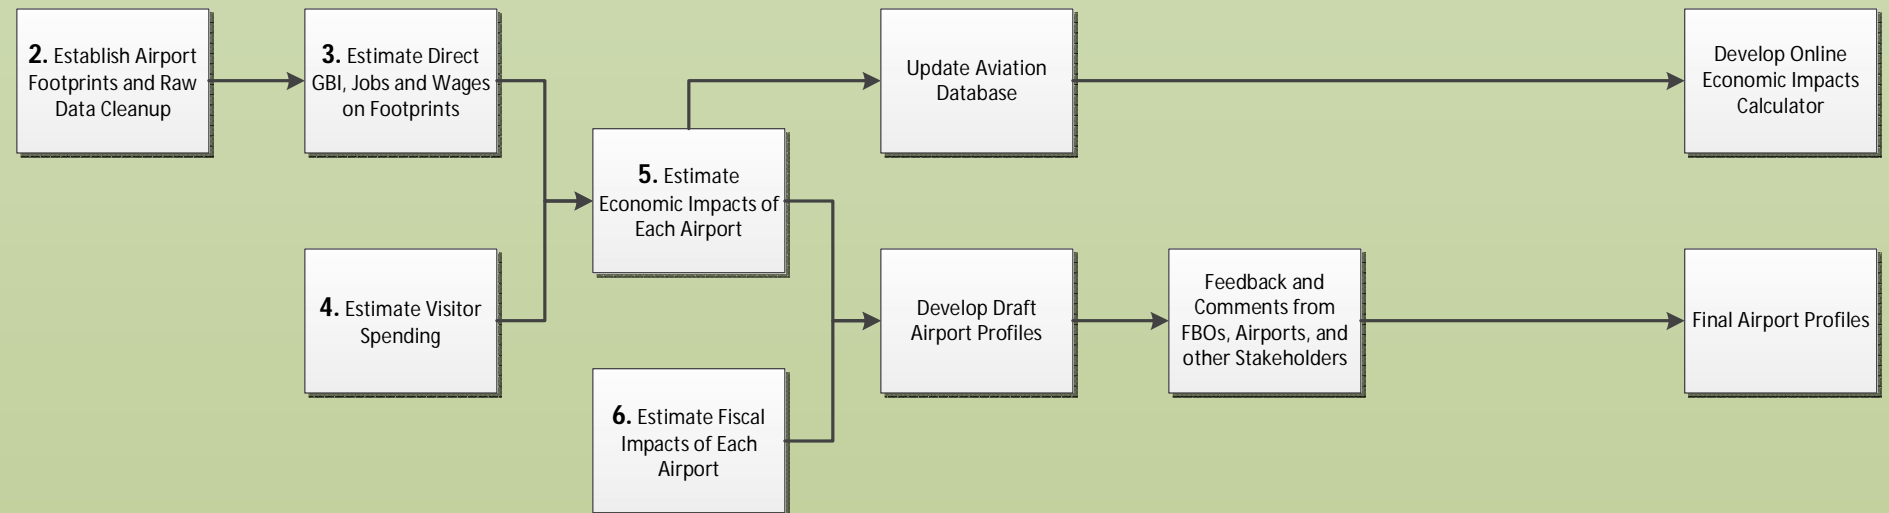 2. Establish Airport
Footprints and Raw
Data Cleanup
3. Estimate Direct
GBI, Jobs and Wages
on Footprints
4. Estimate Visitor
Spending
5. Estimate
Economic Impacts of
Each Airport
6. Estimate Fiscal
Impacts of Each
Airport
Update Aviation
Database
Develop Draft
Airport Profiles
Feedback and
Comments from
FBOs, Airports, and
other Stakeholders
Develop Online
Economic Impacts
Calculator
Final Airport Profiles